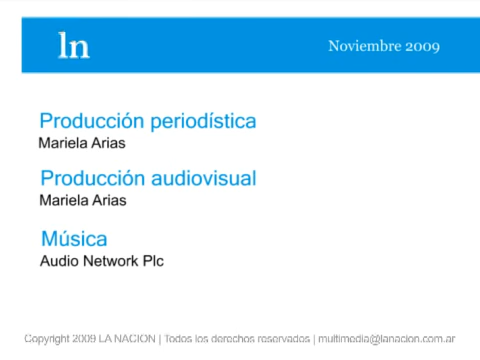 ln
Noviembre 2009
Producción periodística
Mariela Arias
Producción audiovisual
Mariela Arias
Música
Audio Network Plc
Copyright 2009 LA NACION | Todos los derechos reservados | multimedia@lanacion.com.ar